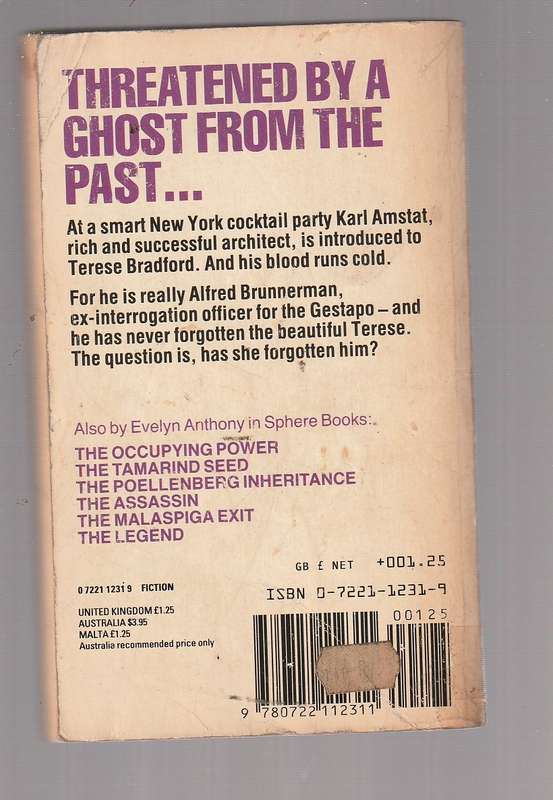 THREATENED BY A
GHOST FROM THE
PAST...
At a smart New York cocktail party Karl Amstat,
rich and successful architect, is introduced to
Terese Bradford. And his blood runs cold.
For he is really Alfred Brunnerman,
ex-interrogation officer for the Gestapo – and
he has never forgotten the beautiful Terese.
The question is, has she forgotten him?
Also by Evelyn Anthony in Sphere Books:
THE OCCUPYING POWER
THE TAMARIND SEED
THE POELLENBERG INHERITANCE
THE ASSASSIN
THE MALASPIGA EXIT
THE LEGEND
GB £ NET +001.25
ISBN 0-7221-1231-9
00125
0 7221 1231 9 FICTION
UNITED KINGDOM £1.25
AUSTRALIA $3.95
MALTA £1.25
Australia recommended price only
9 780722 112311